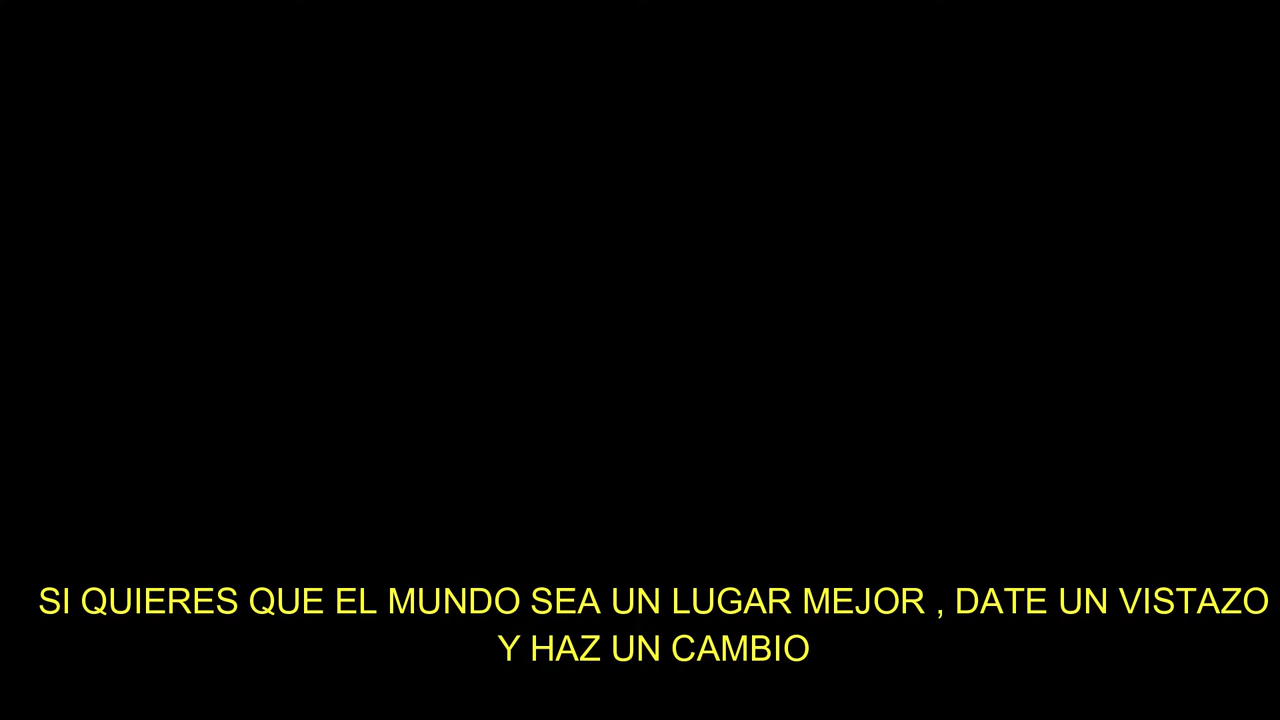 SI QUIERES QUE EL MUNDO SEA UN LUGAR MEJOR , DATE UN VISTAZO
Y HAZ UN CAMBIO